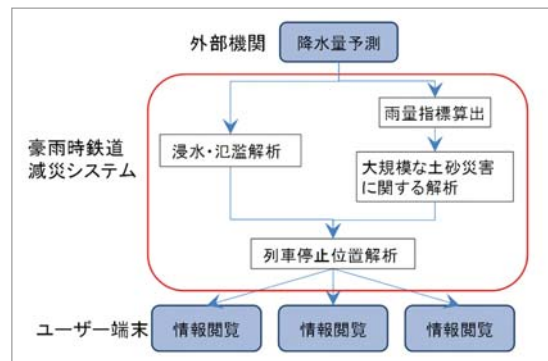 外部機関
降水量予測
豪雨時鉄道
減災システム
雨量指標算出
浸水・氾濫解析
大規模な土砂災害
に関する解析
列車停止位置解析
ユーザー端末
情報閲覧
情報閲覧
情報閲覧